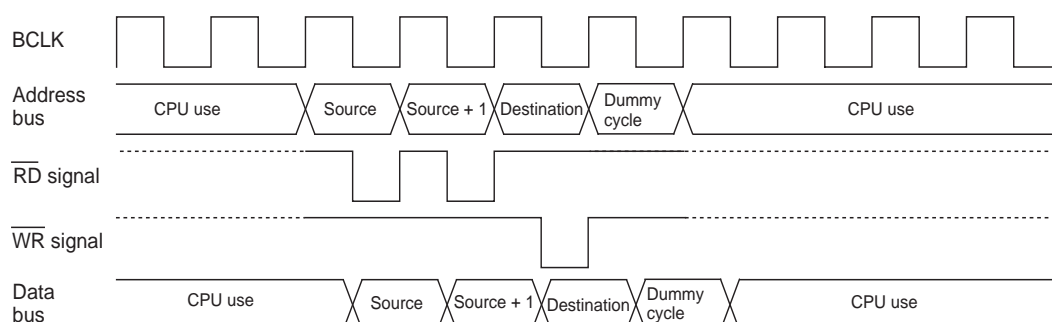 BCLK
Address
bus
CPU use
Source
Source + 1
Destination
Dummy
cycle
CPU use
RD signal
WR signal
Data
bus
CPU use
Source
Source + 1
Destination
Dummy
cycle
CPU use